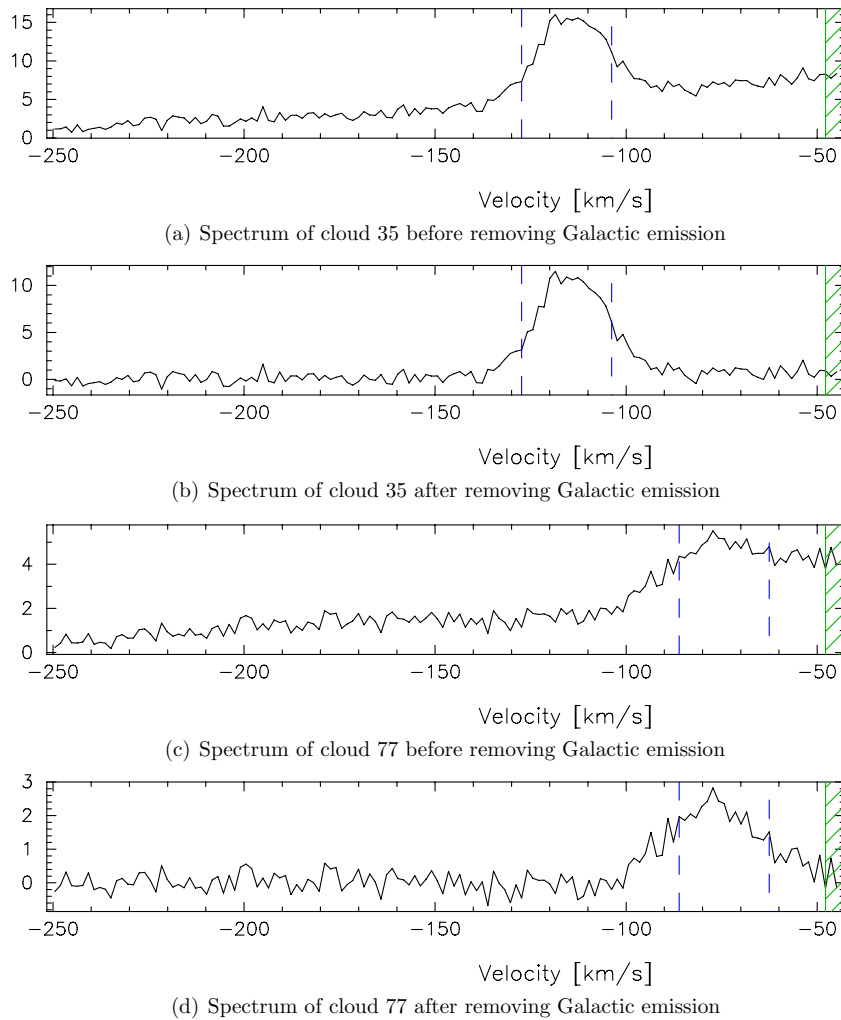 15
10
5
0
−250 −200 −150 −100 −50
Velocity [km/s]
(a) Spectrum of cloud 35 before removing Galactic emission
10
5
0
−250 −200 −150 −100 −50
Velocity [km/s]
(b) Spectrum of cloud 35 after removing Galactic emission
4
2
0
−250 −200 −150 −100 −50
Velocity [km/s]
(c) Spectrum of cloud 77 before removing Galactic emission
3
2
1
0
−250 −200 −150 −100 −50
Velocity [km/s]
(d) Spectrum of cloud 77 after removing Galactic emission